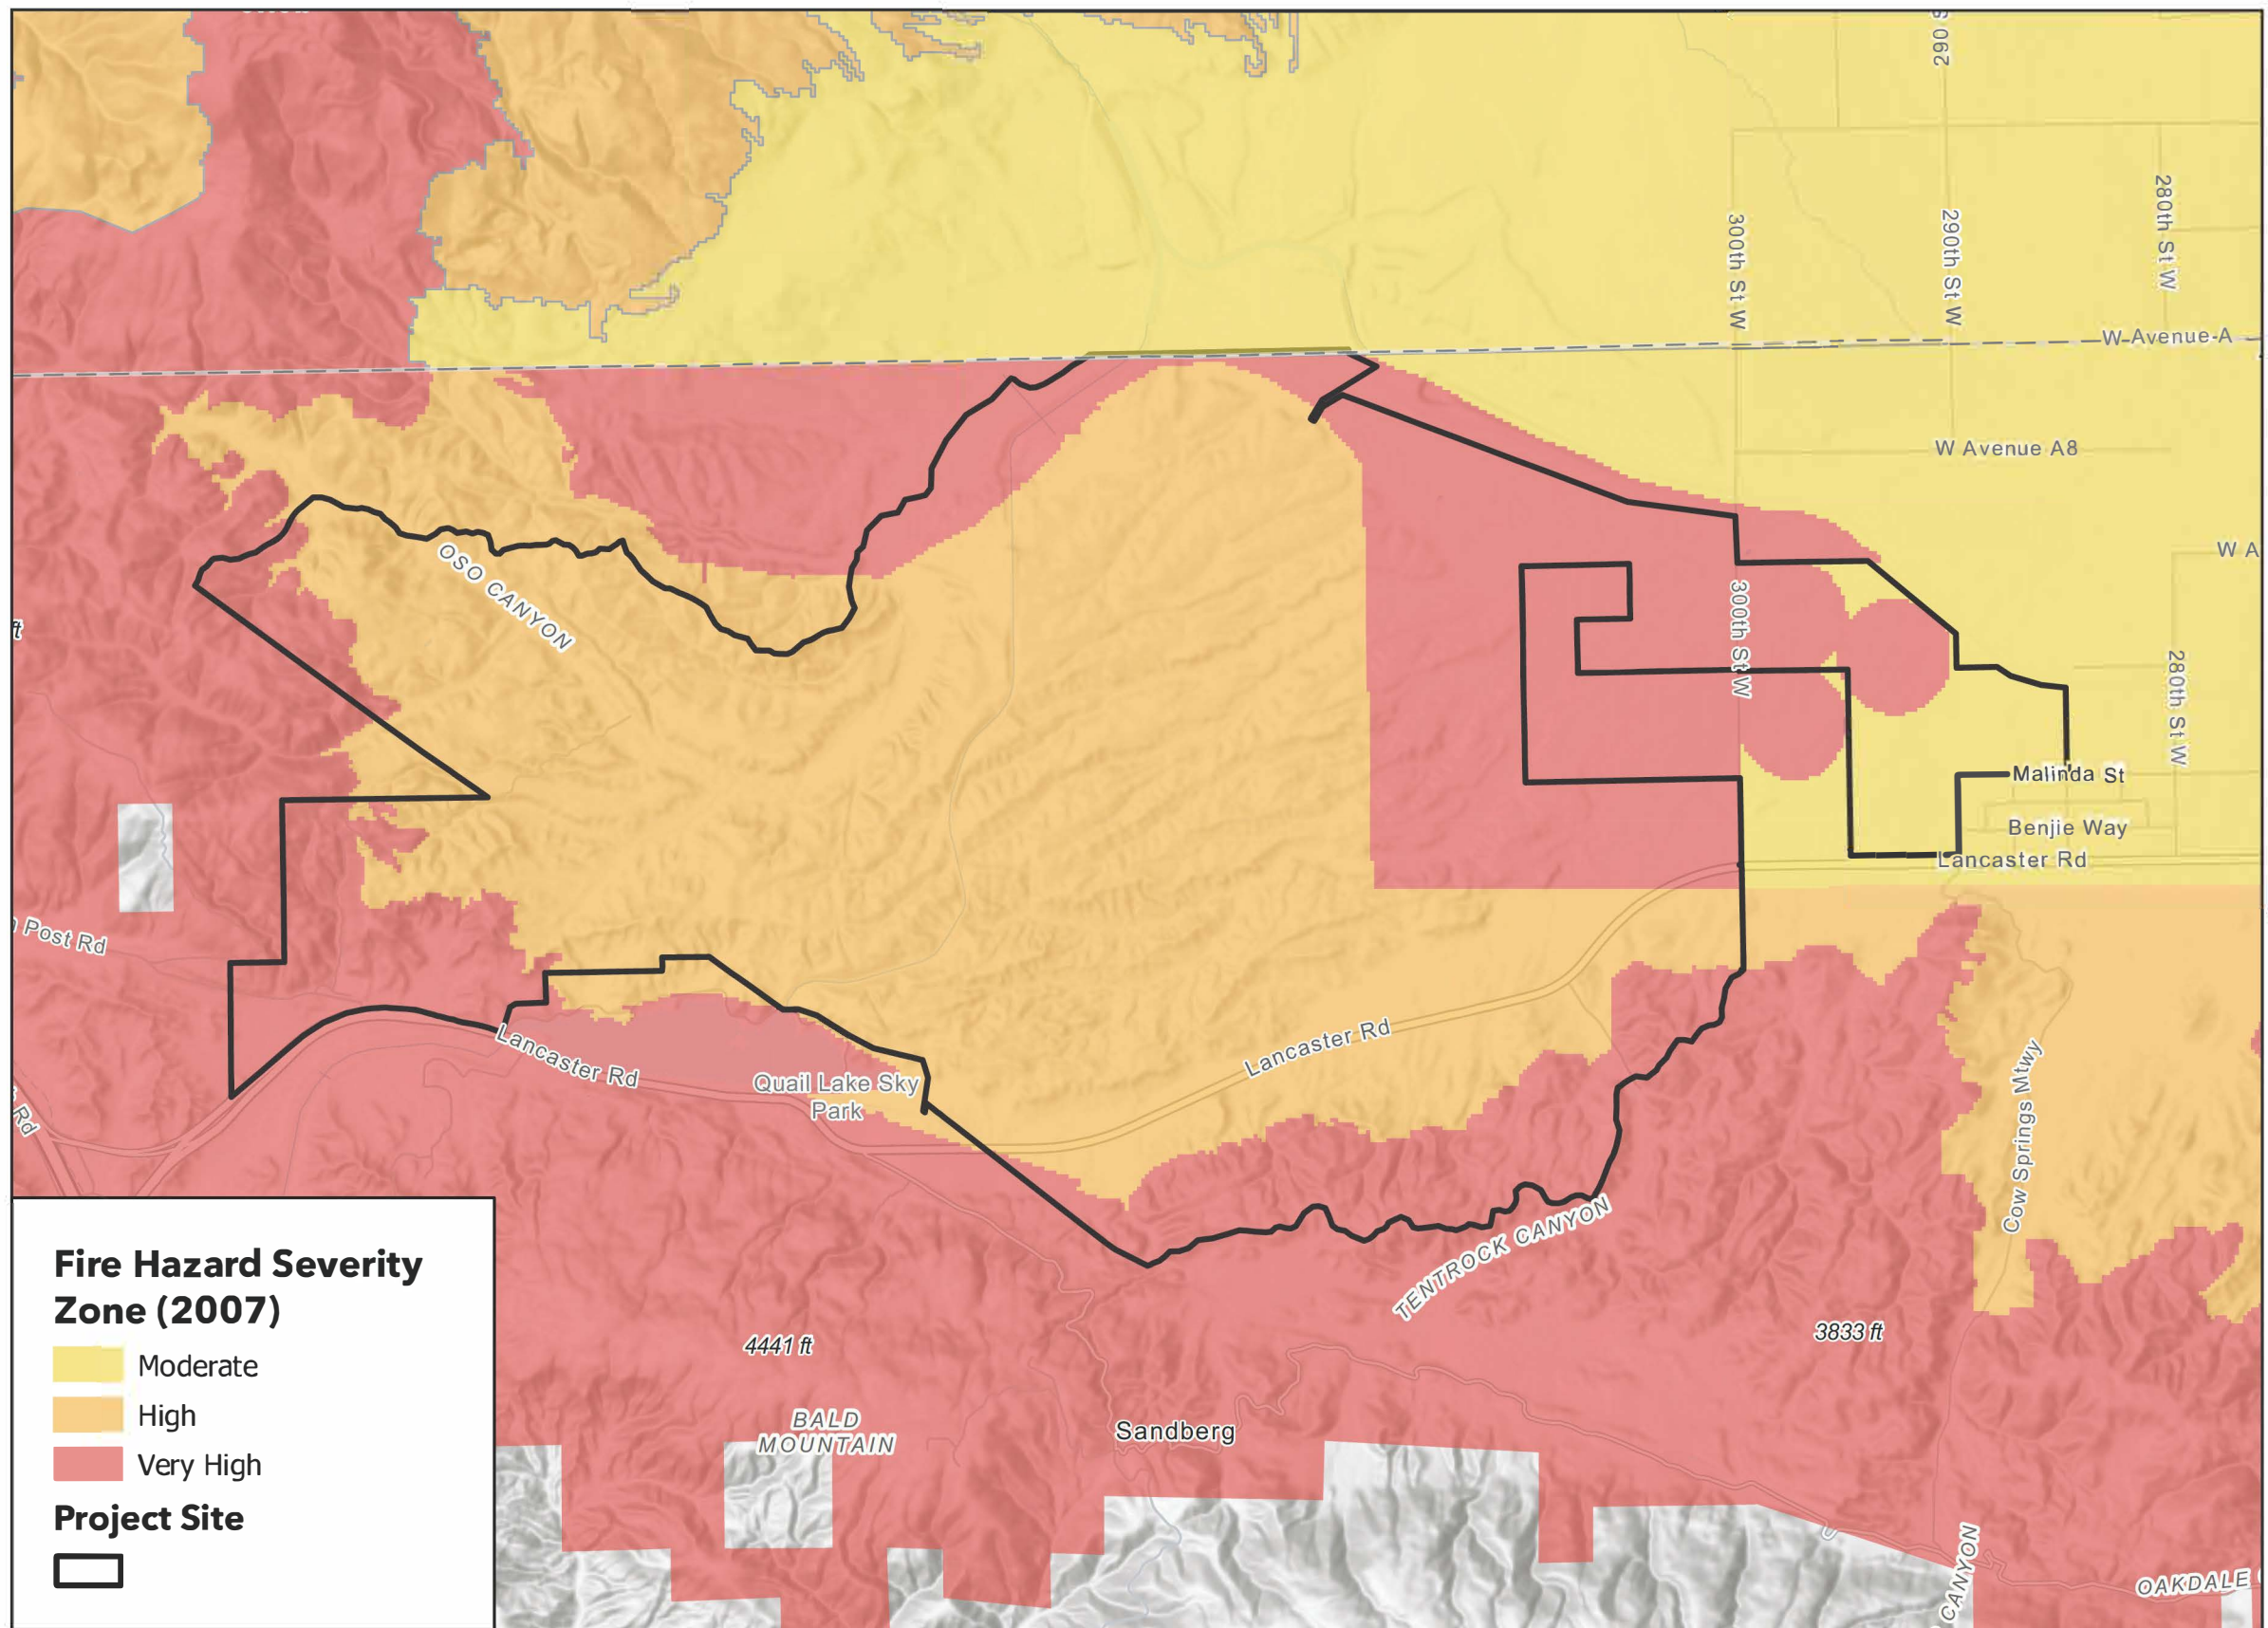 290 S
280th St W
290th St W
300th St W
W Avenue A
W Avenue A8
W A
OSO CANYON
ft
300th St W
280th St W
Malinda St
Benjie Way
Lancaster Rd
Post Rd
Lancaster Rd
Lancaster Rd
Quail Lake Sky
Park
Rd
Cow Springs Mtwy
TENTROCK CANYON
4441 ft
3833 ft
BALD
MOUNTAIN
Sandberg
CANYON
OAKDALE
Fire Hazard Severity
Zone (2007)
Moderate
High
Very High
Project Site